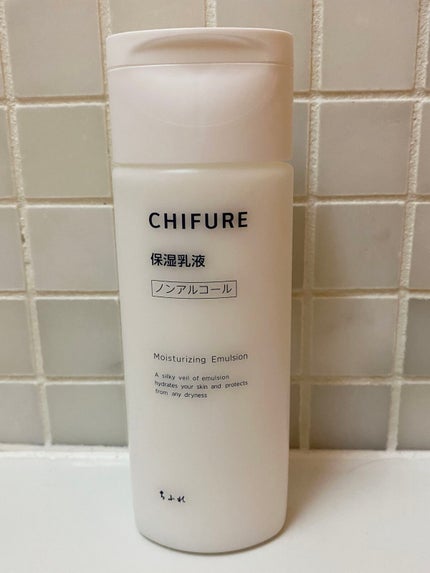 CHIFURE
保湿乳液
ノンアルコール
Moisturizing Emulsion
A silky veil of emulsion
hydrates your skin and protects
from any dryness
ちふれ